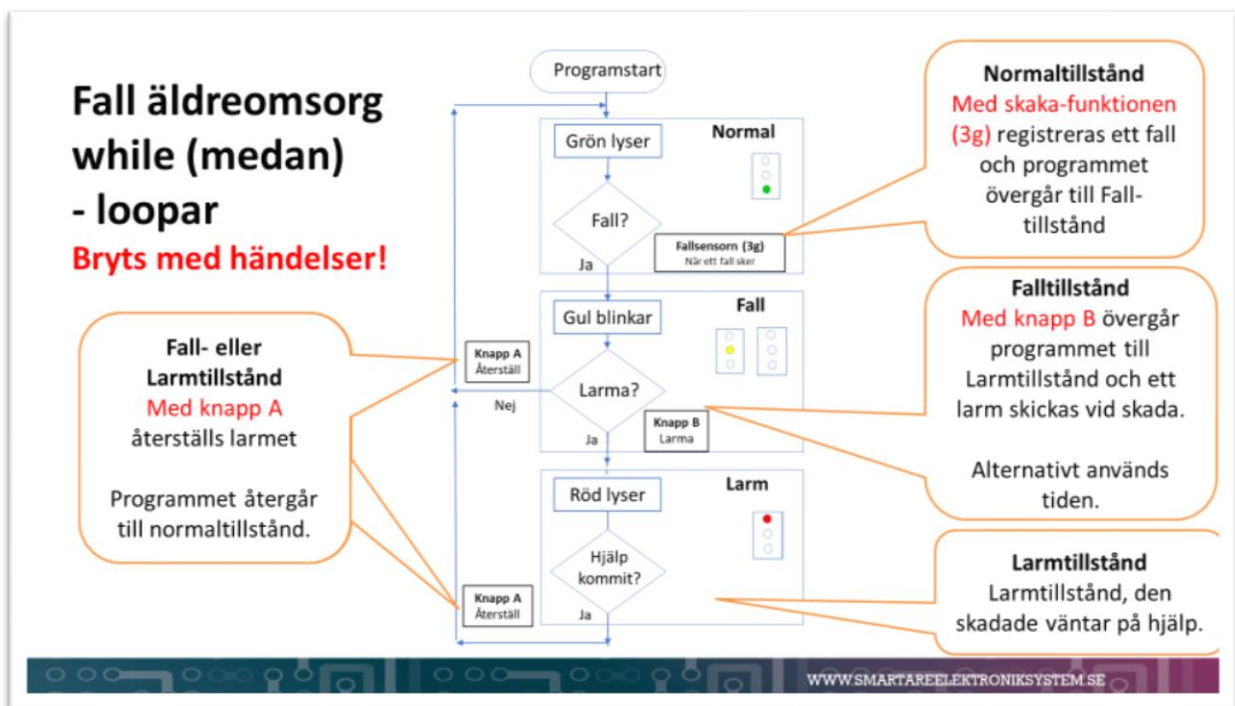 Fall äldreomsorg
while (medan)
- loopar
Bryts med händelser!
Fall- eller
Larmtillstånd
Med knapp A
återställs larmet
Programmet återgår
till normaltillstånd.
Programstart
Normal
Grön lyser
Fall?
Fallsensorn (3g)
När ett fall sker
Ja
Fall
Gul blinkar
Knapp A
Återställ
Larma?
Nej
Knapp B
Larma
Ja
Larm
Röd lyser
Hjälp
kommit?
Knapp A
Återställ
Ja
Normaltillstånd
Med skaka-funktionen
(3g) registreras ett fall
och programmet
övergår till Fall-
tillstånd
Falltillstånd
Med knapp B övergår
programmet till
Larmtillstånd och ett
larm skickas vid skada.
Alternativt används
tiden.
Larmtillstånd
Larmtillstånd, den
skadade väntar på hjälp.
WWW.SMARTAREELEKTRONIKSYSTEM.SE